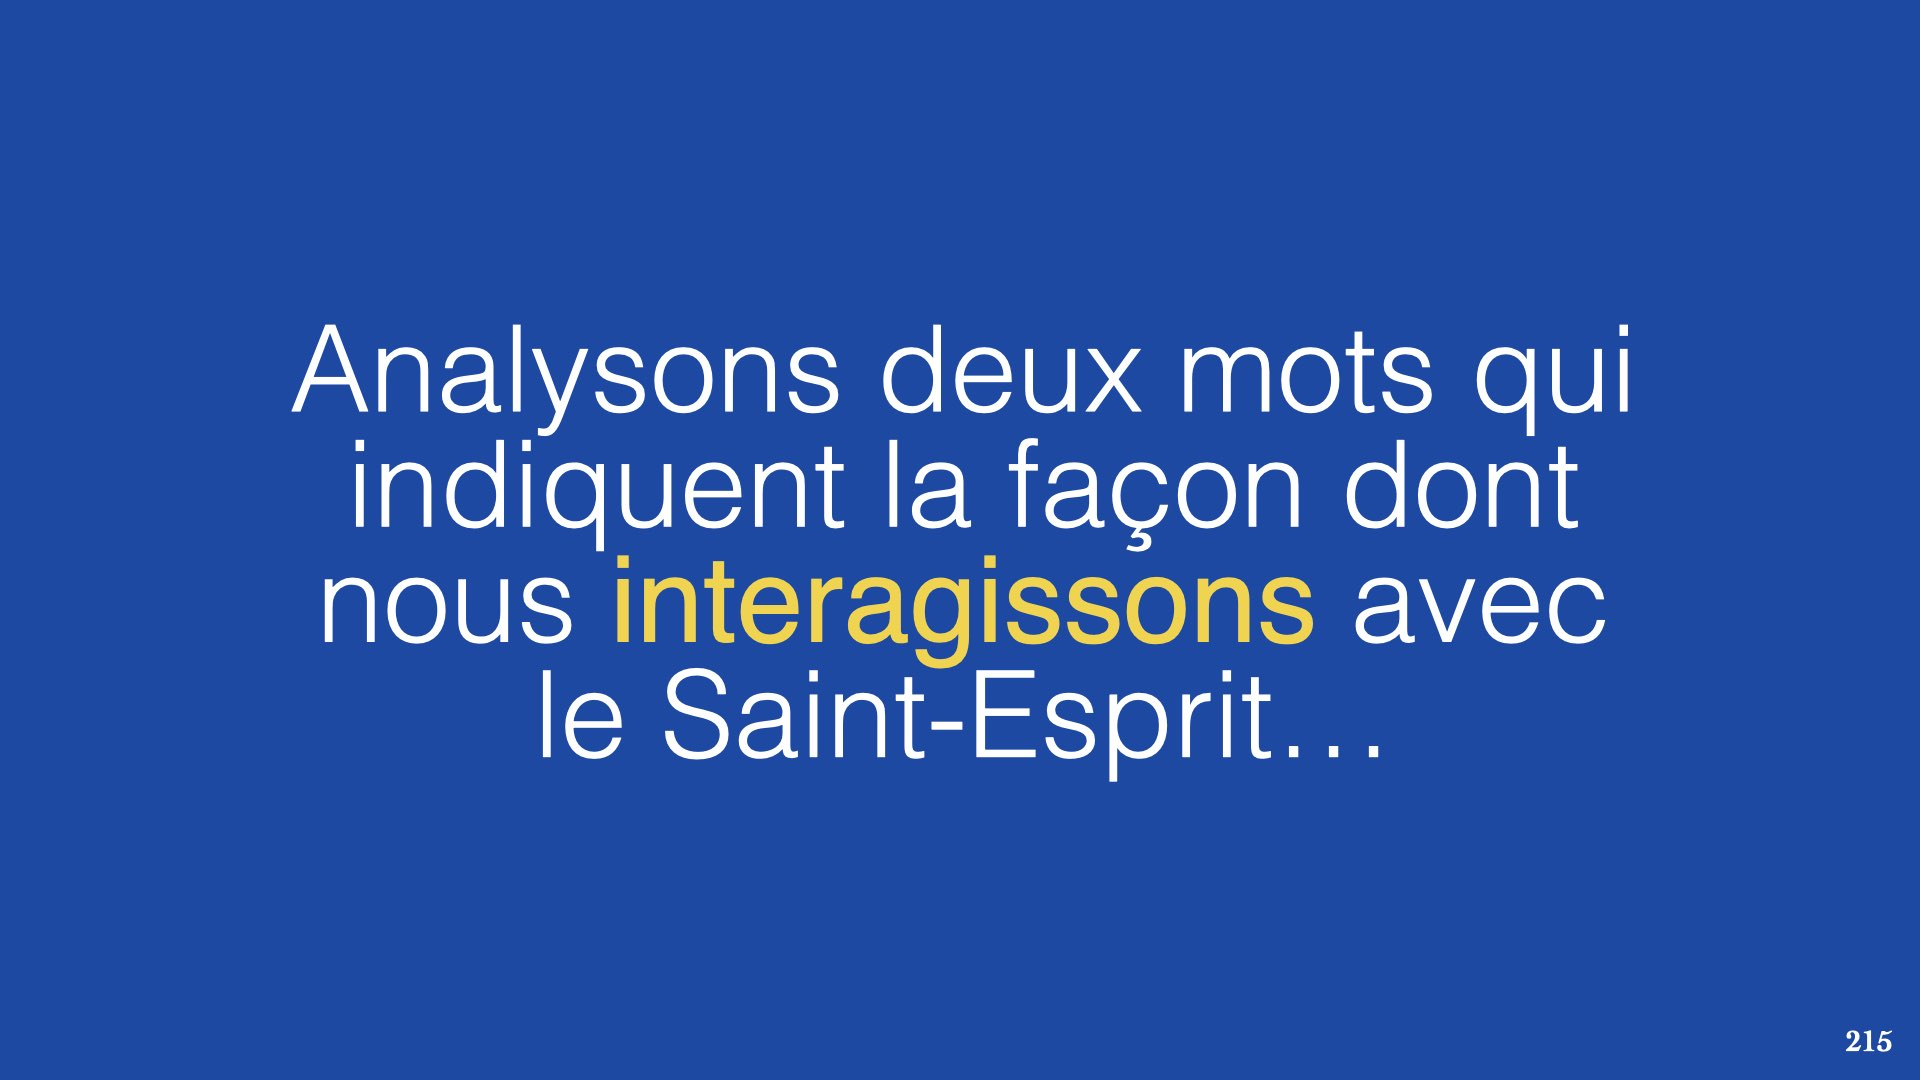 Analysons deux mots qui
indiquent la façon dont
nous interagissons avec
le Saint-Esprit…
215